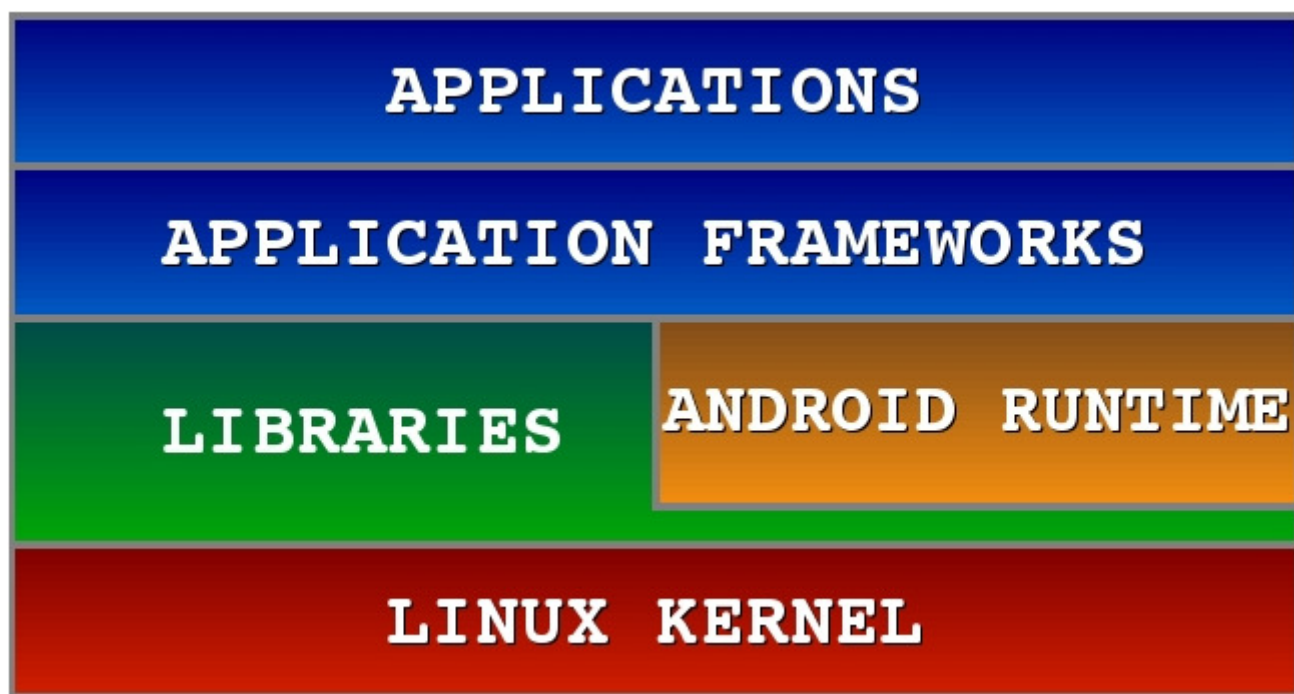 APPLICATIONS
APPLICATION FRAMEWORKS
LIBRARIES
ANDROID RUNTIME
LINUX KERNEL